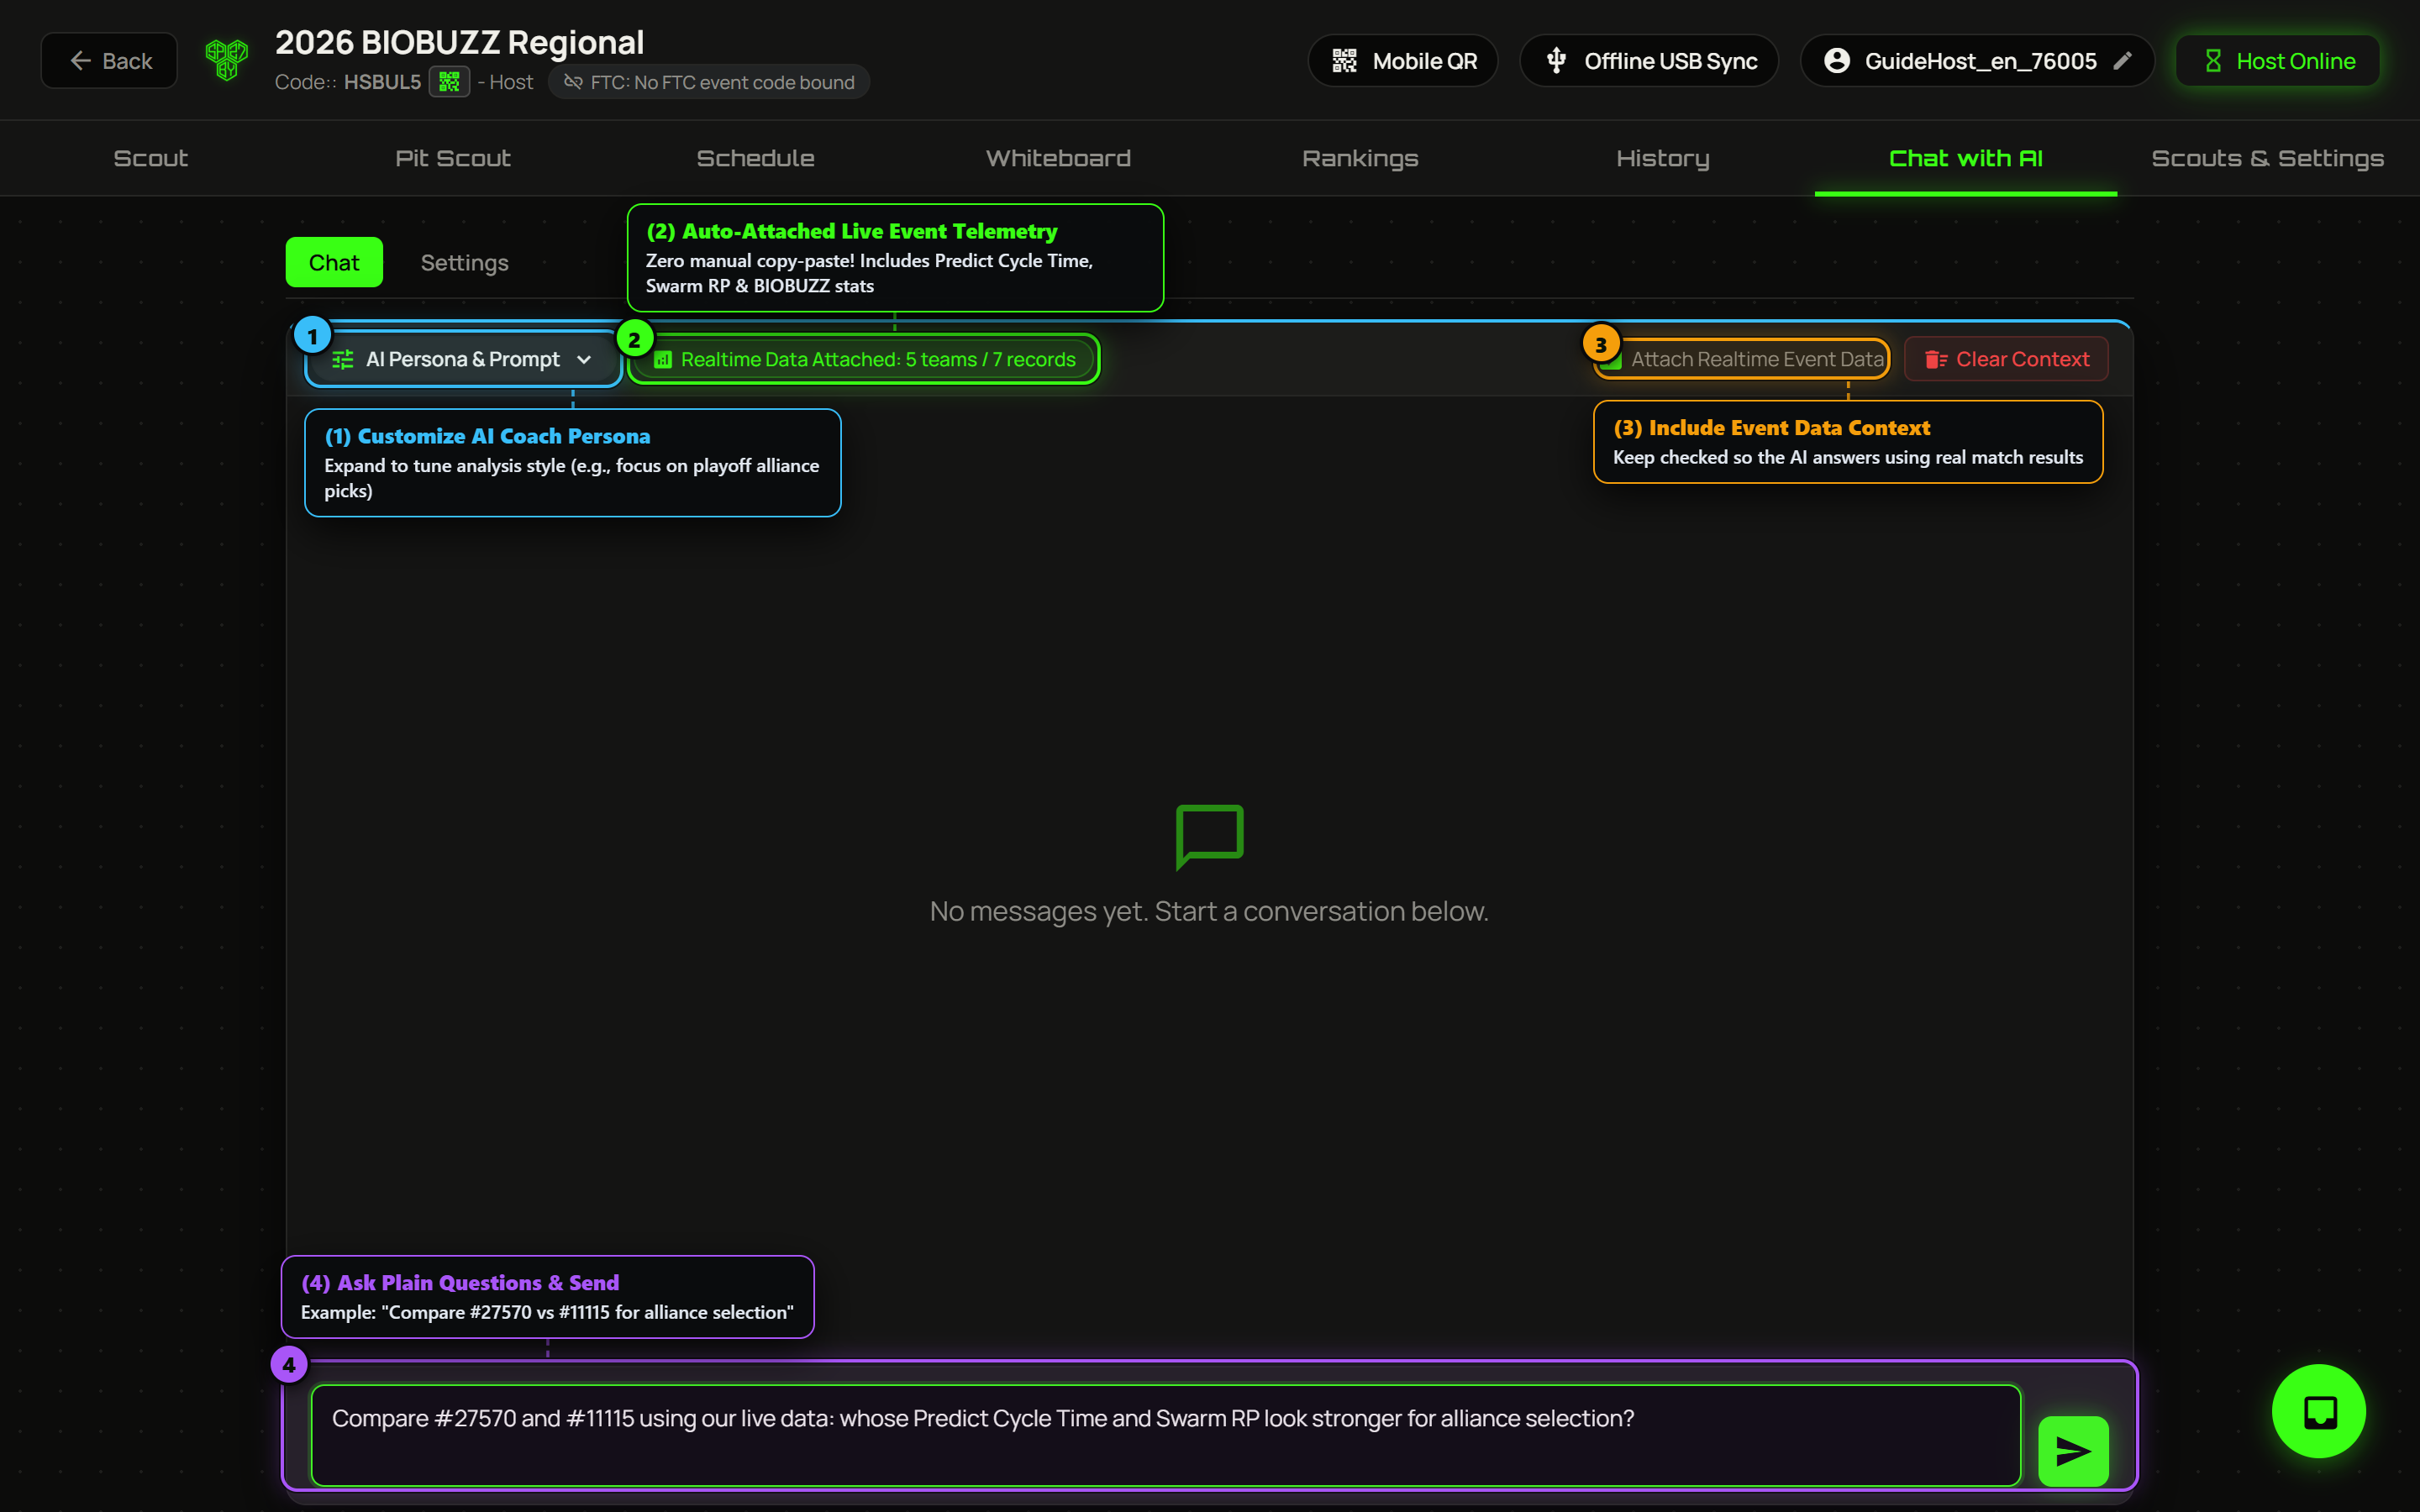 Back
2026 BIOBUZZ Regional
Code:: HSBUL5 - Host
FTC: No FTC event code bound
Mobile QR
Offline USB Sync
GuideHost_en_76005
Host Online
Scout
Pit Scout
Schedule
Whiteboard
Rankings
History
Chat with AI
Scouts & Settings
Chat
Settings
(2) Auto-Attached Live Event Telemetry
Zero manual copy-paste! Includes Predict Cycle Time,
Swarm RP & BIOBUZZ stats
1
AI Persona & Prompt
2
Realtime Data Attached: 5 teams / 7 records
3
Attach Realtime Event Data
Clear Context
(1) Customize AI Coach Persona
Expand to tune analysis style (e.g., focus on playoff alliance
picks)
(3) Include Event Data Context
Keep checked so the AI answers using real match results
No messages yet. Start a conversation below.
(4) Ask Plain Questions & Send
Example: "Compare #27570 vs #11115 for alliance selection"
4
Compare #27570 and #11115 using our live data: whose Predict Cycle Time and Swarm RP look stronger for alliance selection?